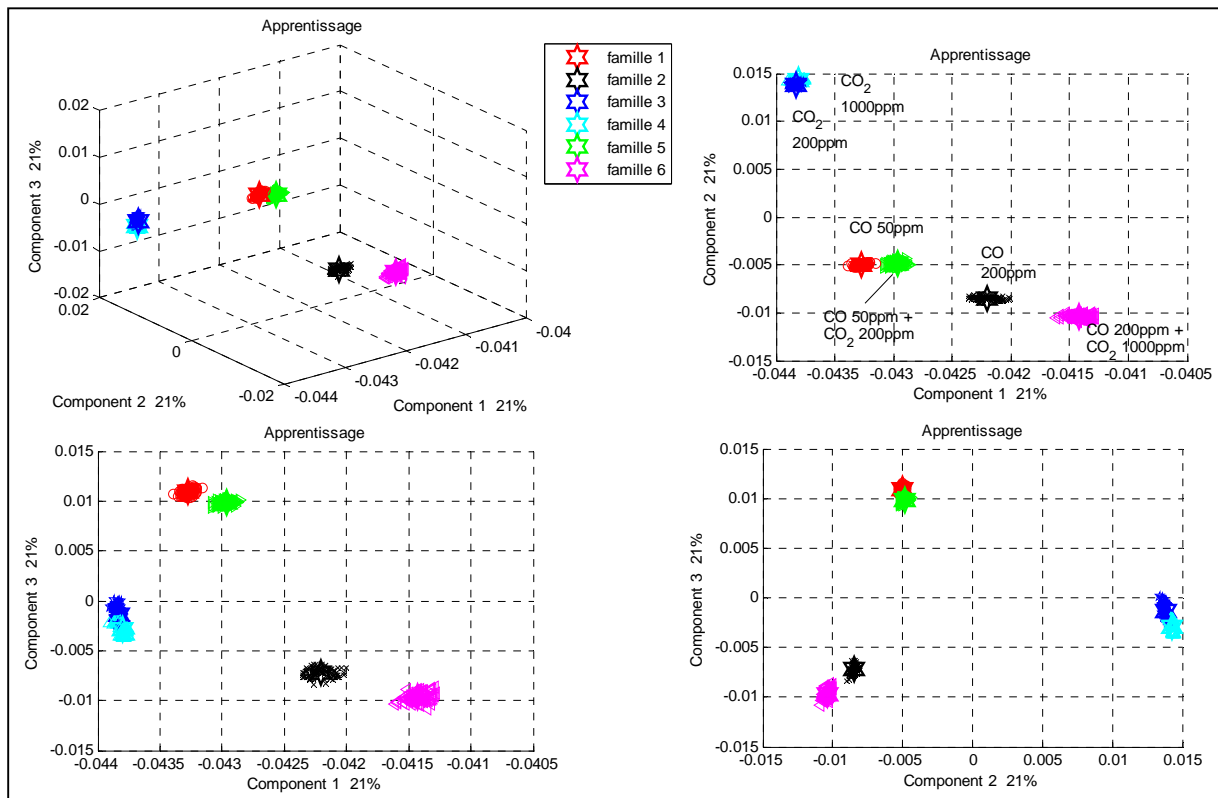 Apprentissage
0.02
0.01
0
-0.01
-0.02
Component 3 21%
0.02
0
-0.02
Component 2 21%
-0.044
-0.043
-0.042
-0.041
-0.04
Component 1 21%
famille 1
famille 2
famille 3
famille 4
famille 5
famille 6
Apprentissage
0.015
0.01
0.005
0
-0.005
-0.01
-0.015
Component 2 21%
CO2
1000ppm
CO2
200ppm
CO 50ppm
CO
200ppm
CO 50ppm +
CO2 200ppm
CO 200ppm +
CO2 1000ppm
-0.044 -0.0435 -0.043 -0.0425 -0.042 -0.0415 -0.041 -0.0405
Component 1 21%
Apprentissage
0.015
0.01
0.005
0
-0.005
-0.01
-0.015
Component 3 21%
-0.044 -0.0435 -0.043 -0.0425 -0.042 -0.0415 -0.041 -0.0405
Component 1 21%
Apprentissage
0.015
0.01
0.005
0
-0.005
-0.01
-0.015
Component 3 21%
-0.015 -0.01 -0.005 0 0.005 0.01 0.015
Component 2 21%